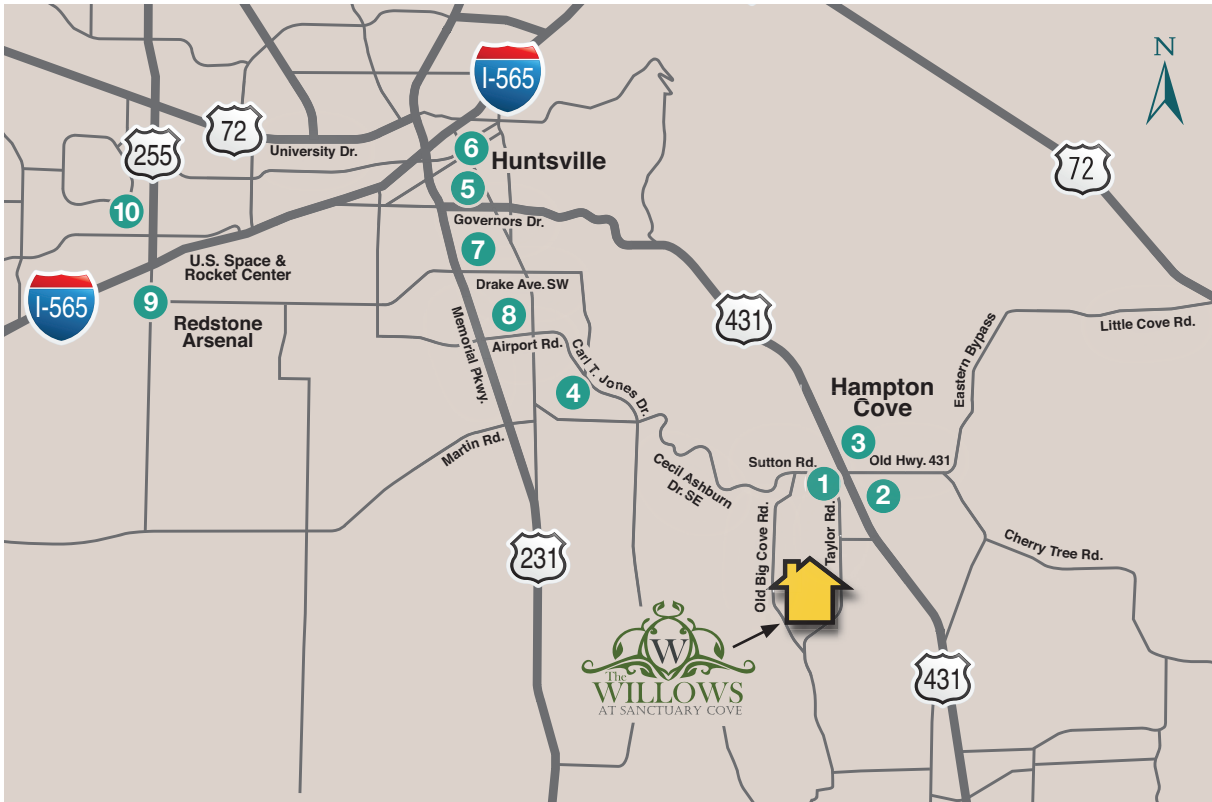 I-565
N
72
University Dr.
255
6
Huntsville
72
5
10
Governors Dr.
7
U.S. Space &
Rocket Center
Drake Ave. SW
I-565
9
8
431
Redstone
Arsenal
Memorial Pkwy.
Airport Rd.
Little Cove Rd.
Eastern Bypass
Carl T. Jones Dr.
4
Hampton
Cove
3
Martin Rd.
Sutton Rd.
Old Hwy. 431
Cecil Ashburn
Dr. SE
1
2
231
Old Big Cove Rd.
Taylor Rd.
Cherry Tree Rd.
W
The
WILLOWS
AT SANCTUARY COVE
431